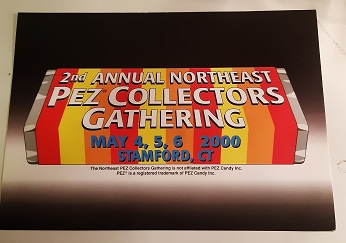 2nd ANNUAL NORTHEAST
PEZ® COLLECTORS
GATHERING
MAY 4, 5, 6 2000
STAMFORD, CT
The Northeast PEZ Collectors Gathering is not affiliated with PEZ Candy Inc.
PEZ® is a registered trademark of PEZ Candy Inc.